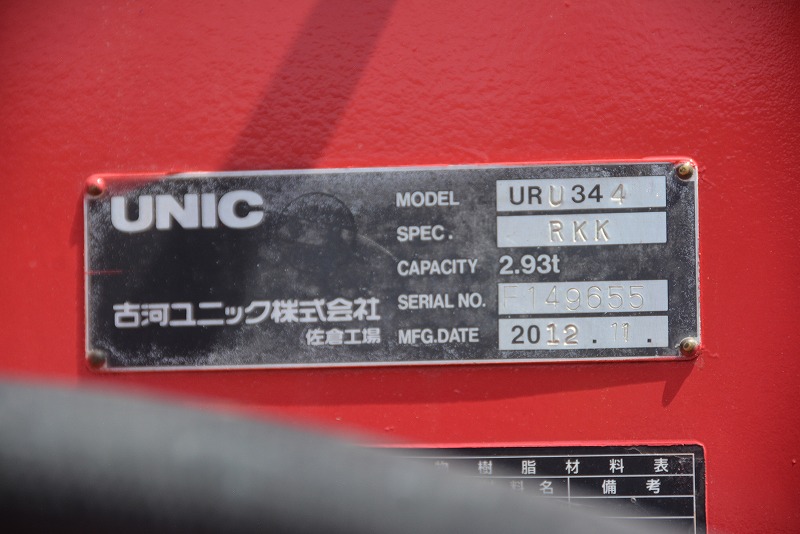 UNIC
MODEL URU344
SPEC. RKK
CAPACITY 2.93t
古河ユニック株式会社
SERIAL NO. F149655
佐倉工場
MFG.DATE 2012.11.
樹脂材料表
料名 備考